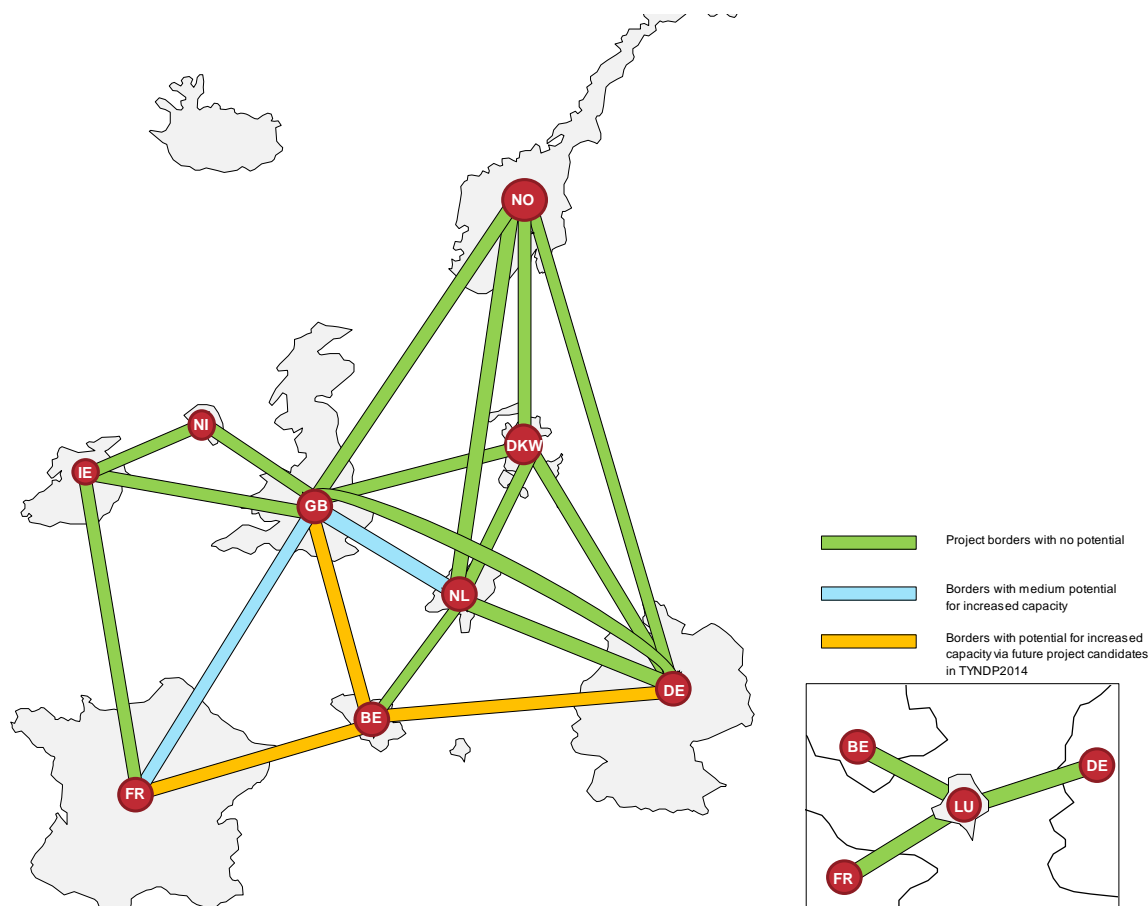 NO
NI
DKW
IE
GB
Project borders with no potential
NL
Borders with medium potential
for increased capacity
Borders with potential for increased
capacity via future project candidates
in TYNDP2014
DE
BE
BE
DE
FR
LU
FR